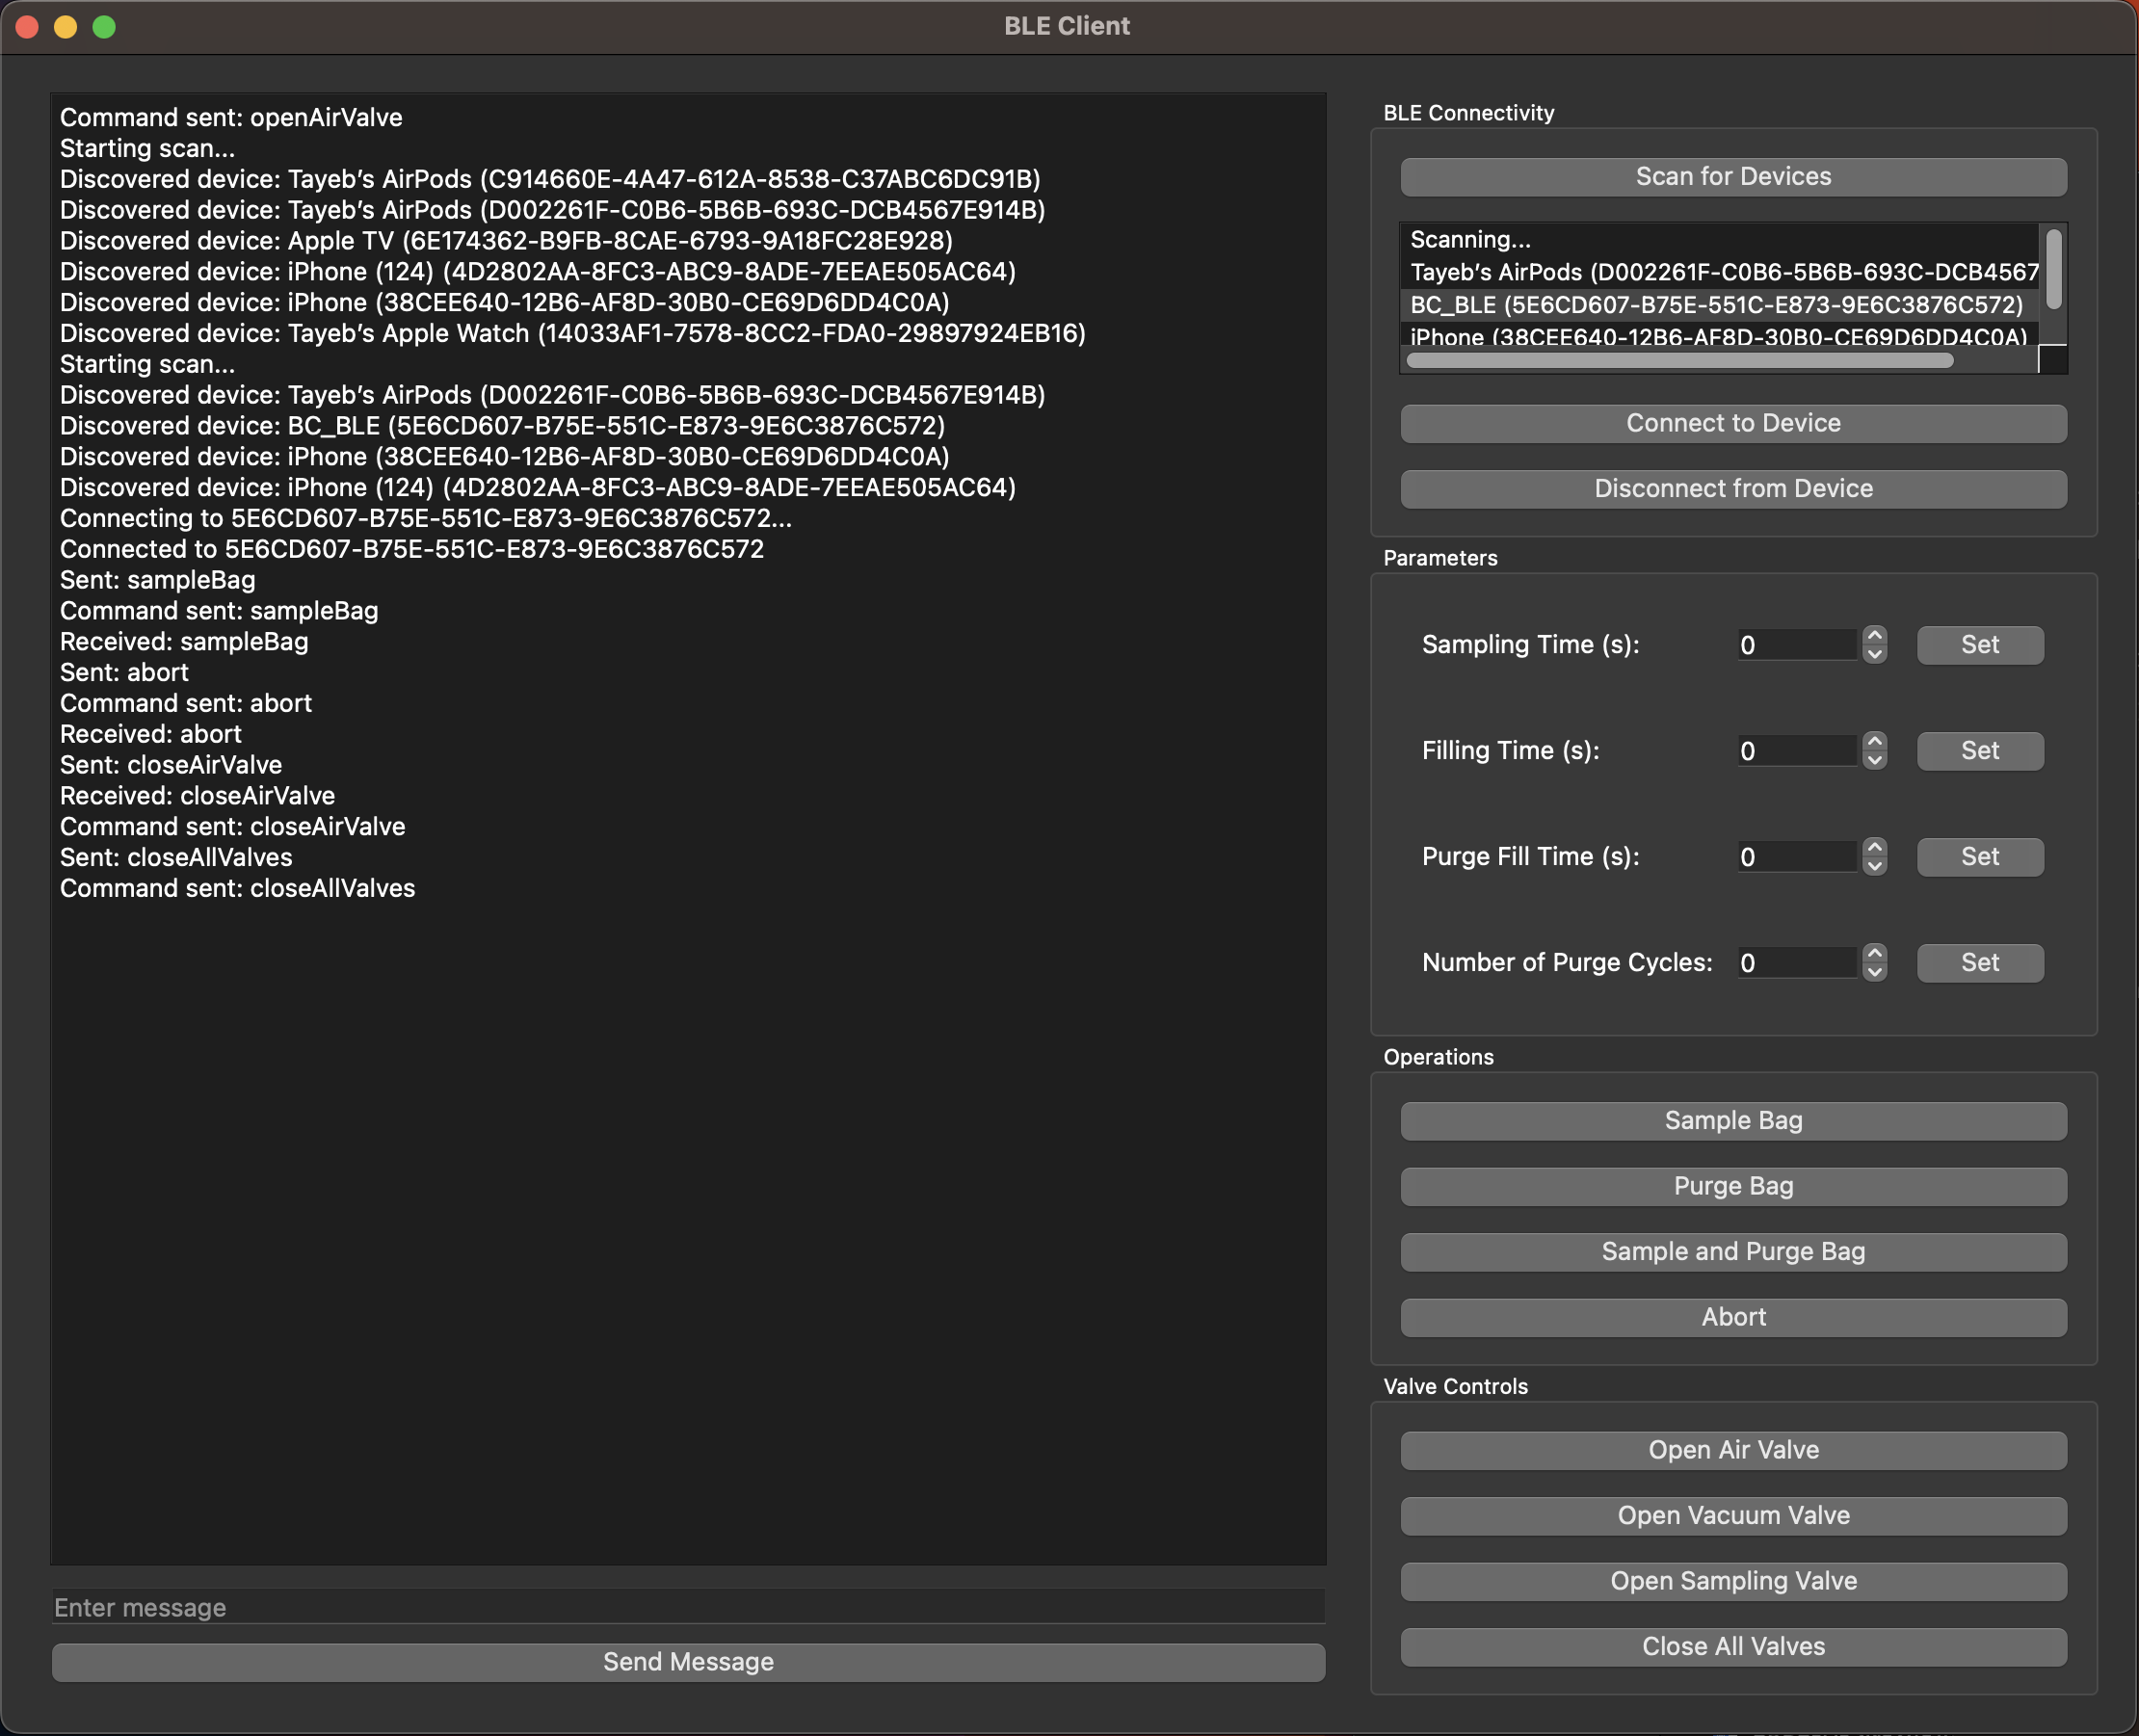 BLE Client
Command sent: openAirValve
Starting scan...
Discovered device: Tayeb’s AirPods (C914660E-4A47-612A-8538-C37ABC6DC91B)
Discovered device: Tayeb’s AirPods (D002261F-C0B6-5B6B-693C-DCB4567E914B)
Discovered device: Apple TV (6E174362-B9FB-8CAE-6793-9A18FC28E928)
Discovered device: iPhone (124) (4D2802AA-8FC3-ABC9-8ADE-7EEAE505AC64)
Discovered device: iPhone (38CEE640-12B6-AF8D-30B0-CE69D6DD4C0A)
Discovered device: Tayeb’s Apple Watch (14033AF1-7578-8CC2-FDA0-29897924EB16)
Starting scan...
Discovered device: Tayeb’s AirPods (D002261F-C0B6-5B6B-693C-DCB4567E914B)
Discovered device: BC_BLE (5E6CD607-B75E-551C-E873-9E6C3876C572)
Discovered device: iPhone (38CEE640-12B6-AF8D-30B0-CE69D6DD4C0A)
Discovered device: iPhone (124) (4D2802AA-8FC3-ABC9-8ADE-7EEAE505AC64)
Connecting to 5E6CD607-B75E-551C-E873-9E6C3876C572...
Connected to 5E6CD607-B75E-551C-E873-9E6C3876C572
Sent: sampleBag
Command sent: sampleBag
Received: sampleBag
Sent: abort
Command sent: abort
Received: abort
Sent: closeAirValve
Received: closeAirValve
Command sent: closeAirValve
Sent: closeAllValves
Command sent: closeAllValves
Enter message
Send Message
BLE Connectivity
Scan for Devices
Scanning...
Tayeb’s AirPods (D002261F-C0B6-5B6B-693C-DCB4567
BC_BLE (5E6CD607-B75E-551C-E873-9E6C3876C572)
iPhone (38CEE640-12B6-AF8D-30B0-CE69D6DD4C0A)
Connect to Device
Disconnect from Device
Parameters
Sampling Time (s): 0 Set
Filling Time (s): 0 Set
Purge Fill Time (s): 0 Set
Number of Purge Cycles: 0 Set
Operations
Sample Bag
Purge Bag
Sample and Purge Bag
Abort
Valve Controls
Open Air Valve
Open Vacuum Valve
Open Sampling Valve
Close All Valves